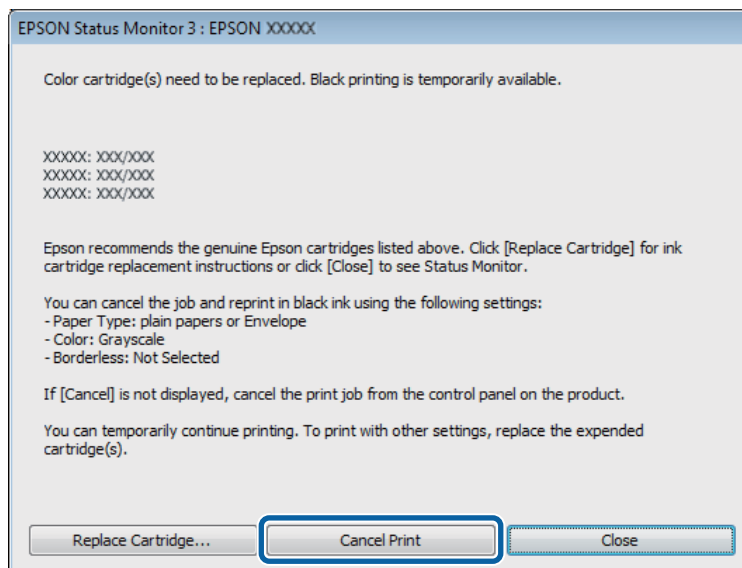 EPSON Status Monitor 3 : EPSON XXXXX
Color cartridge(s) need to be replaced. Black printing is temporarily available.
XXXXX: XXX/XXX
XXXXX: XXX/XXX
XXXXX: XXX/XXX
Epson recommends the genuine Epson cartridges listed above. Click [Replace Cartridge] for ink
cartridge replacement instructions or click [Close] to see Status Monitor.
You can cancel the job and reprint in black ink using the following settings:
- Paper Type: plain papers or Envelope
- Color: Grayscale
- Borderless: Not Selected
If [Cancel] is not displayed, cancel the print job from the control panel on the product.
You can temporarily continue printing. To print with other settings, replace the expended
cartridge(s).
Replace Cartridge... Cancel Print Close